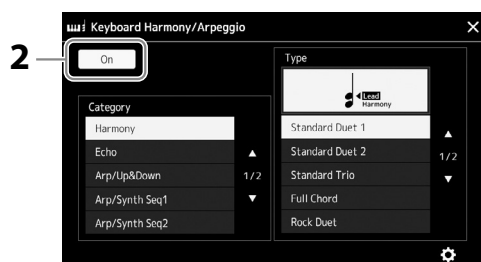 Keyboard Harmony/Arpeggio
2
On
Type
Lead
Harmony
Category
Harmony
Echo
Arp/Up&Down
Arp/Synth Seq1
Arp/Synth Seq2
1/2
Standard Duet 1
Standard Duet 2
Standard Trio
Full Chord
Rock Duet
1/2